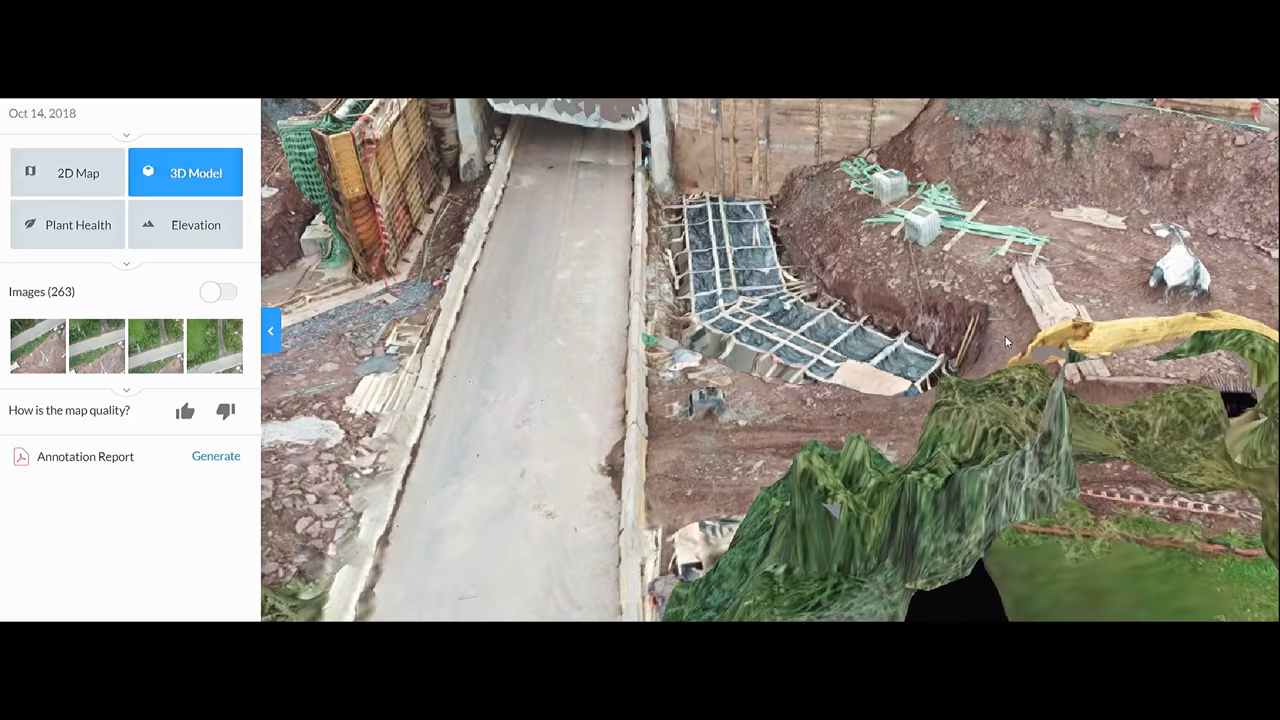 Oct 14, 2018
2D Map
3D Model
Plant Health
Elevation
Images (263)
How is the map quality?
Annotation Report
Generate